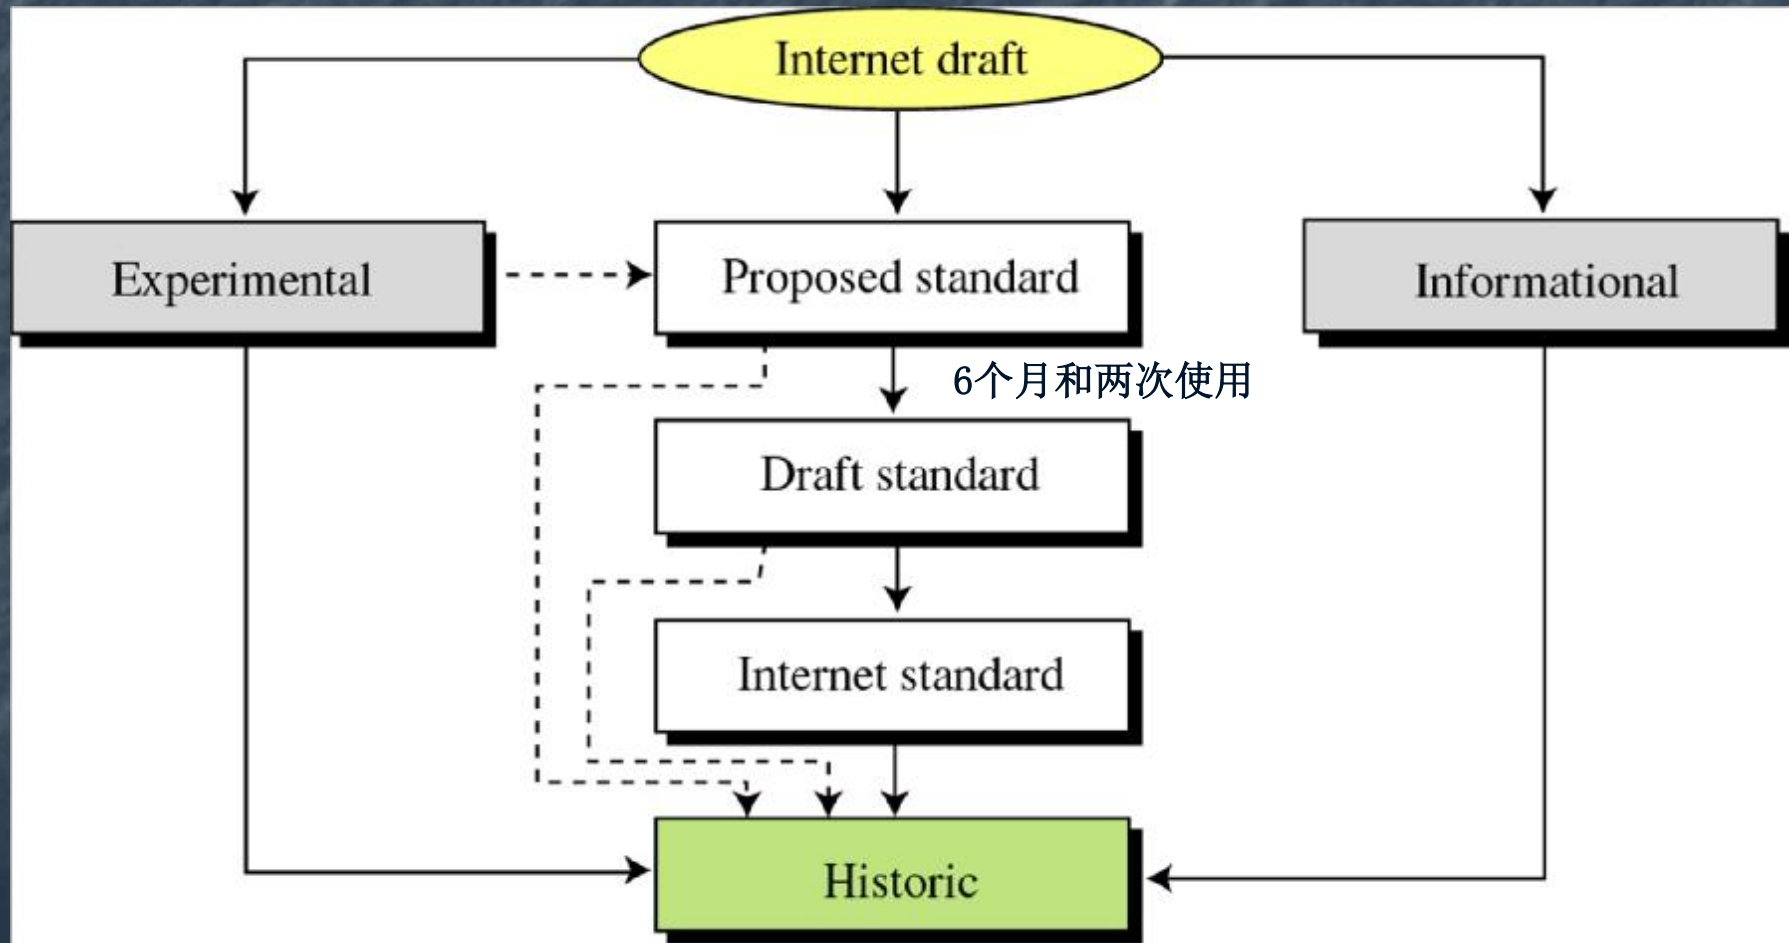 Internet draft
Experimental
Proposed standard
Informational
6个月和两次使用
Draft standard
Internet standard
Historic